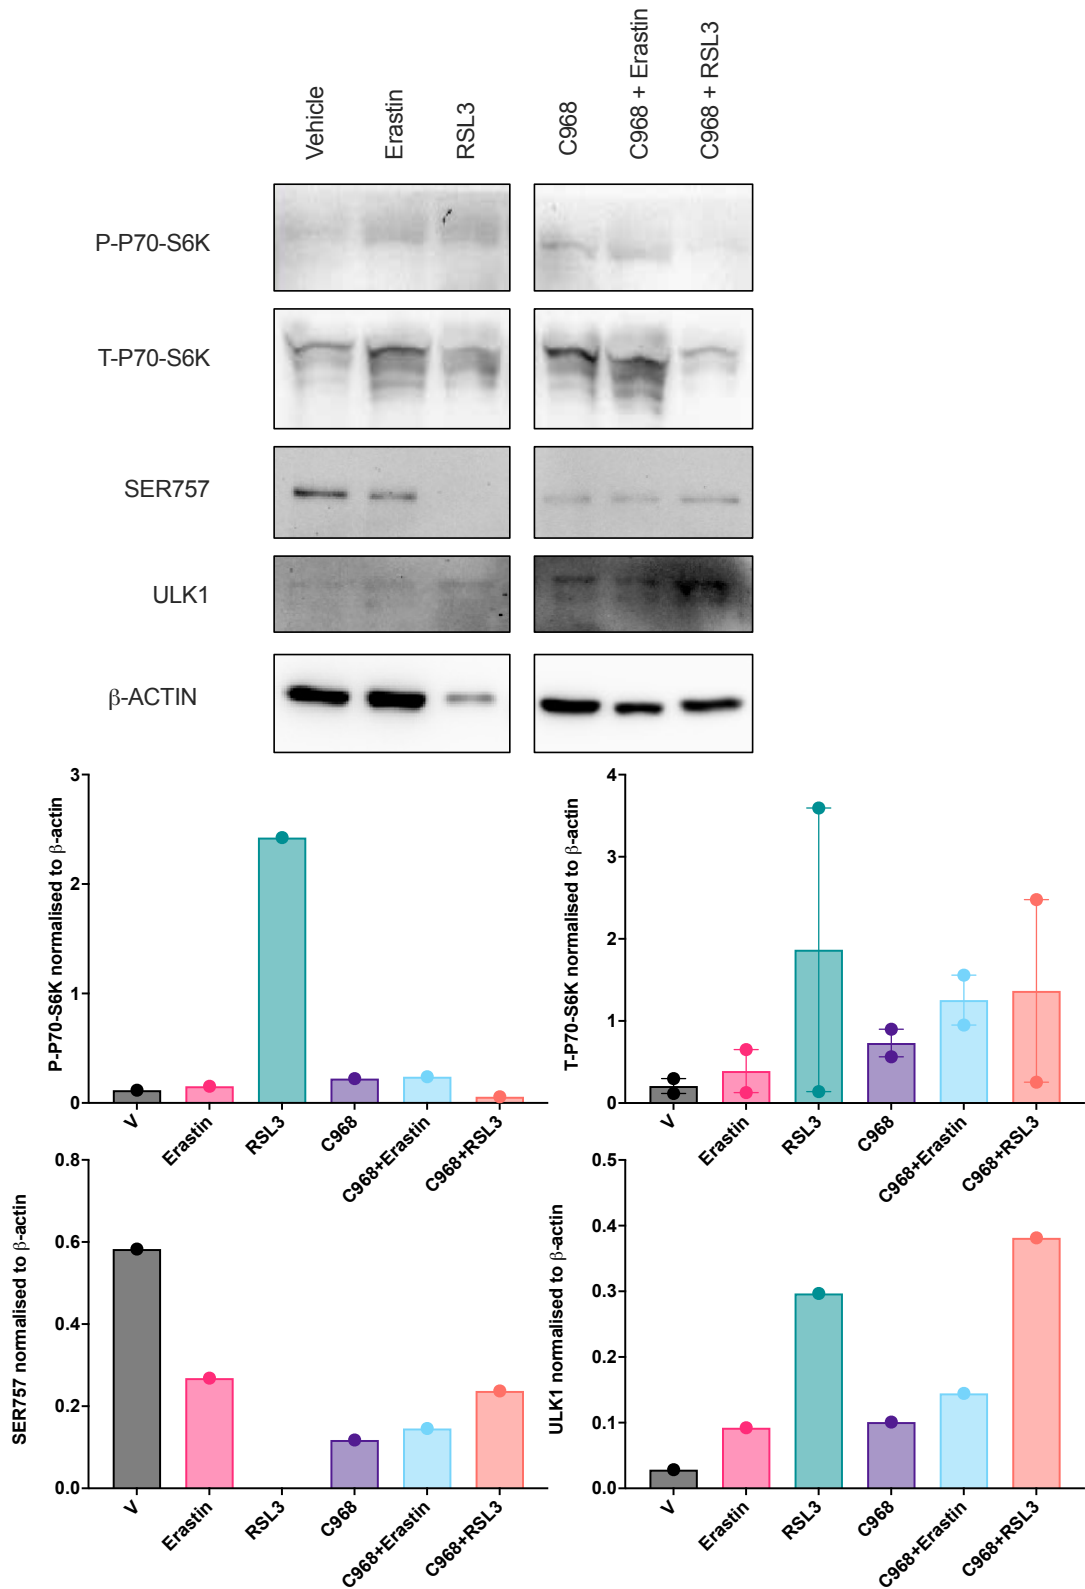 Vehicle
Erastin
RSL3
C968
C968 + Erastin
C968 + RSL3
P-P70-S6K
T-P70-S6K
SER757
ULK1
β-ACTIN
P-P70-S6K normalised to β-actin
3
2
1
0
V
Erastin
RSL3
C968
C968+Erastin
C968+RSL3
T-P70-S6K normalised to β-actin
4
3
2
1
0
V
Erastin
RSL3
C968
C968+Erastin
C968+RSL3
SER757 normalised to β-actin
0.8
0.6
0.4
0.2
0.0
V
Erastin
RSL3
C968
C968+Erastin
C968+RSL3
ULK1 normalised to β-actin
0.5
0.4
0.3
0.2
0.1
0.0
V
Erastin
RSL3
C968
C968+Erastin
C968+RSL3